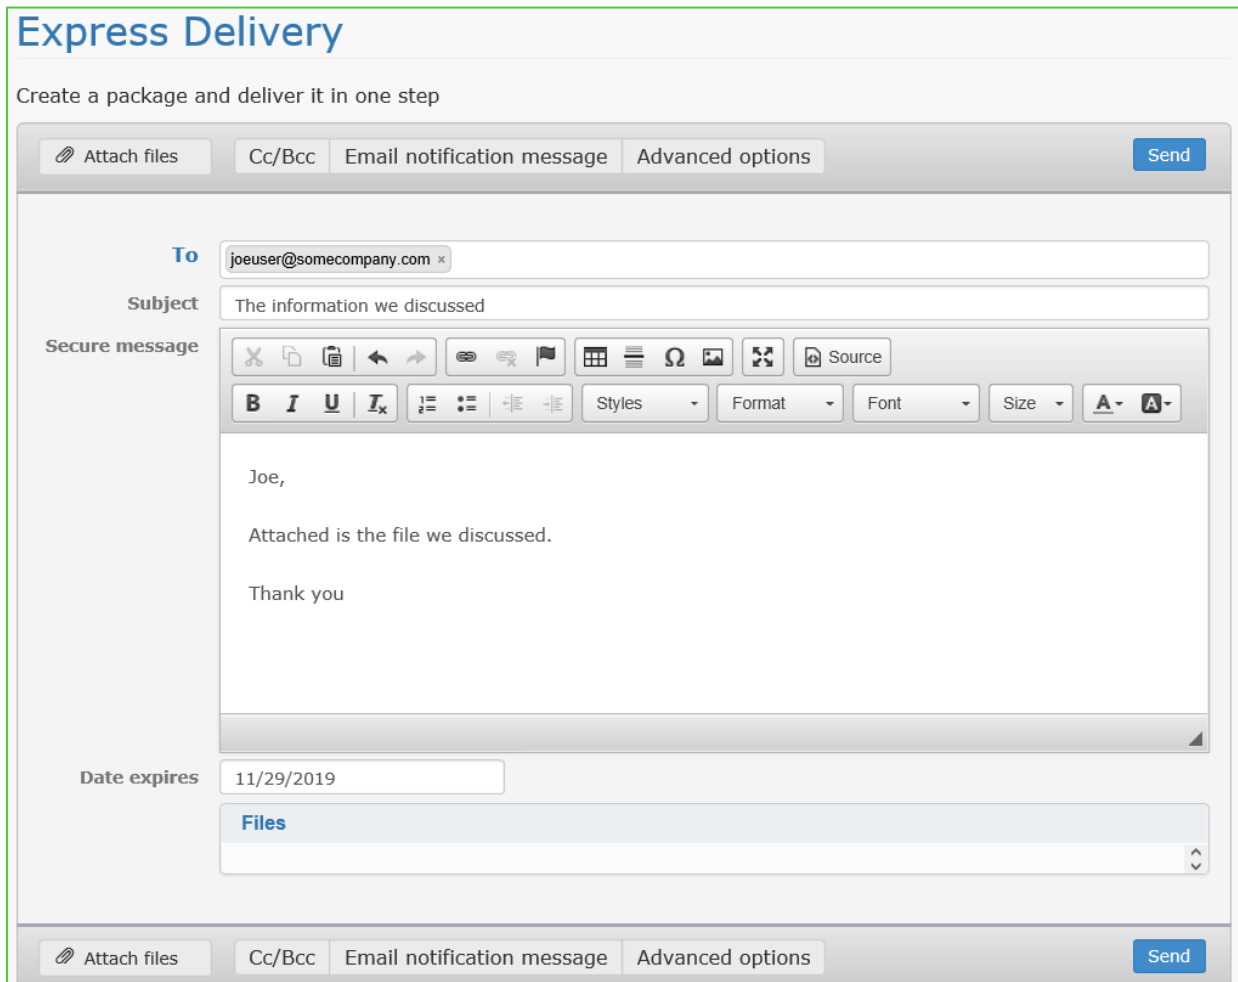 Express Delivery
Create a package and deliver it in one step
Attach files Cc/Bcc Email notification message Advanced options Send
To joeuser@somecompany.com ×
Subject The information we discussed
Secure message
Source
B I U Ix Styles Format Font Size A A
Joe,
Attached is the file we discussed.
Thank you
Date expires 11/29/2019
Files
Attach files Cc/Bcc Email notification message Advanced options Send